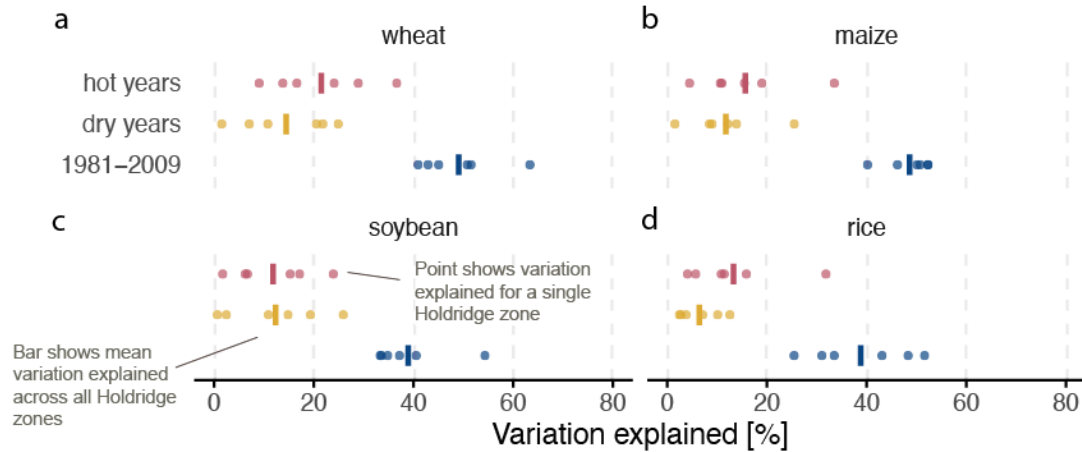 a
b
wheat
maize
hot years
dry years
1981–2009
c
d
soybean
rice
Point shows variation
explained for a single
Holdridge zone
Bar shows mean
variation explained
across all Holdridge
zones
0 20 40 60 80 0 20 40 60 80
Variation explained [%]